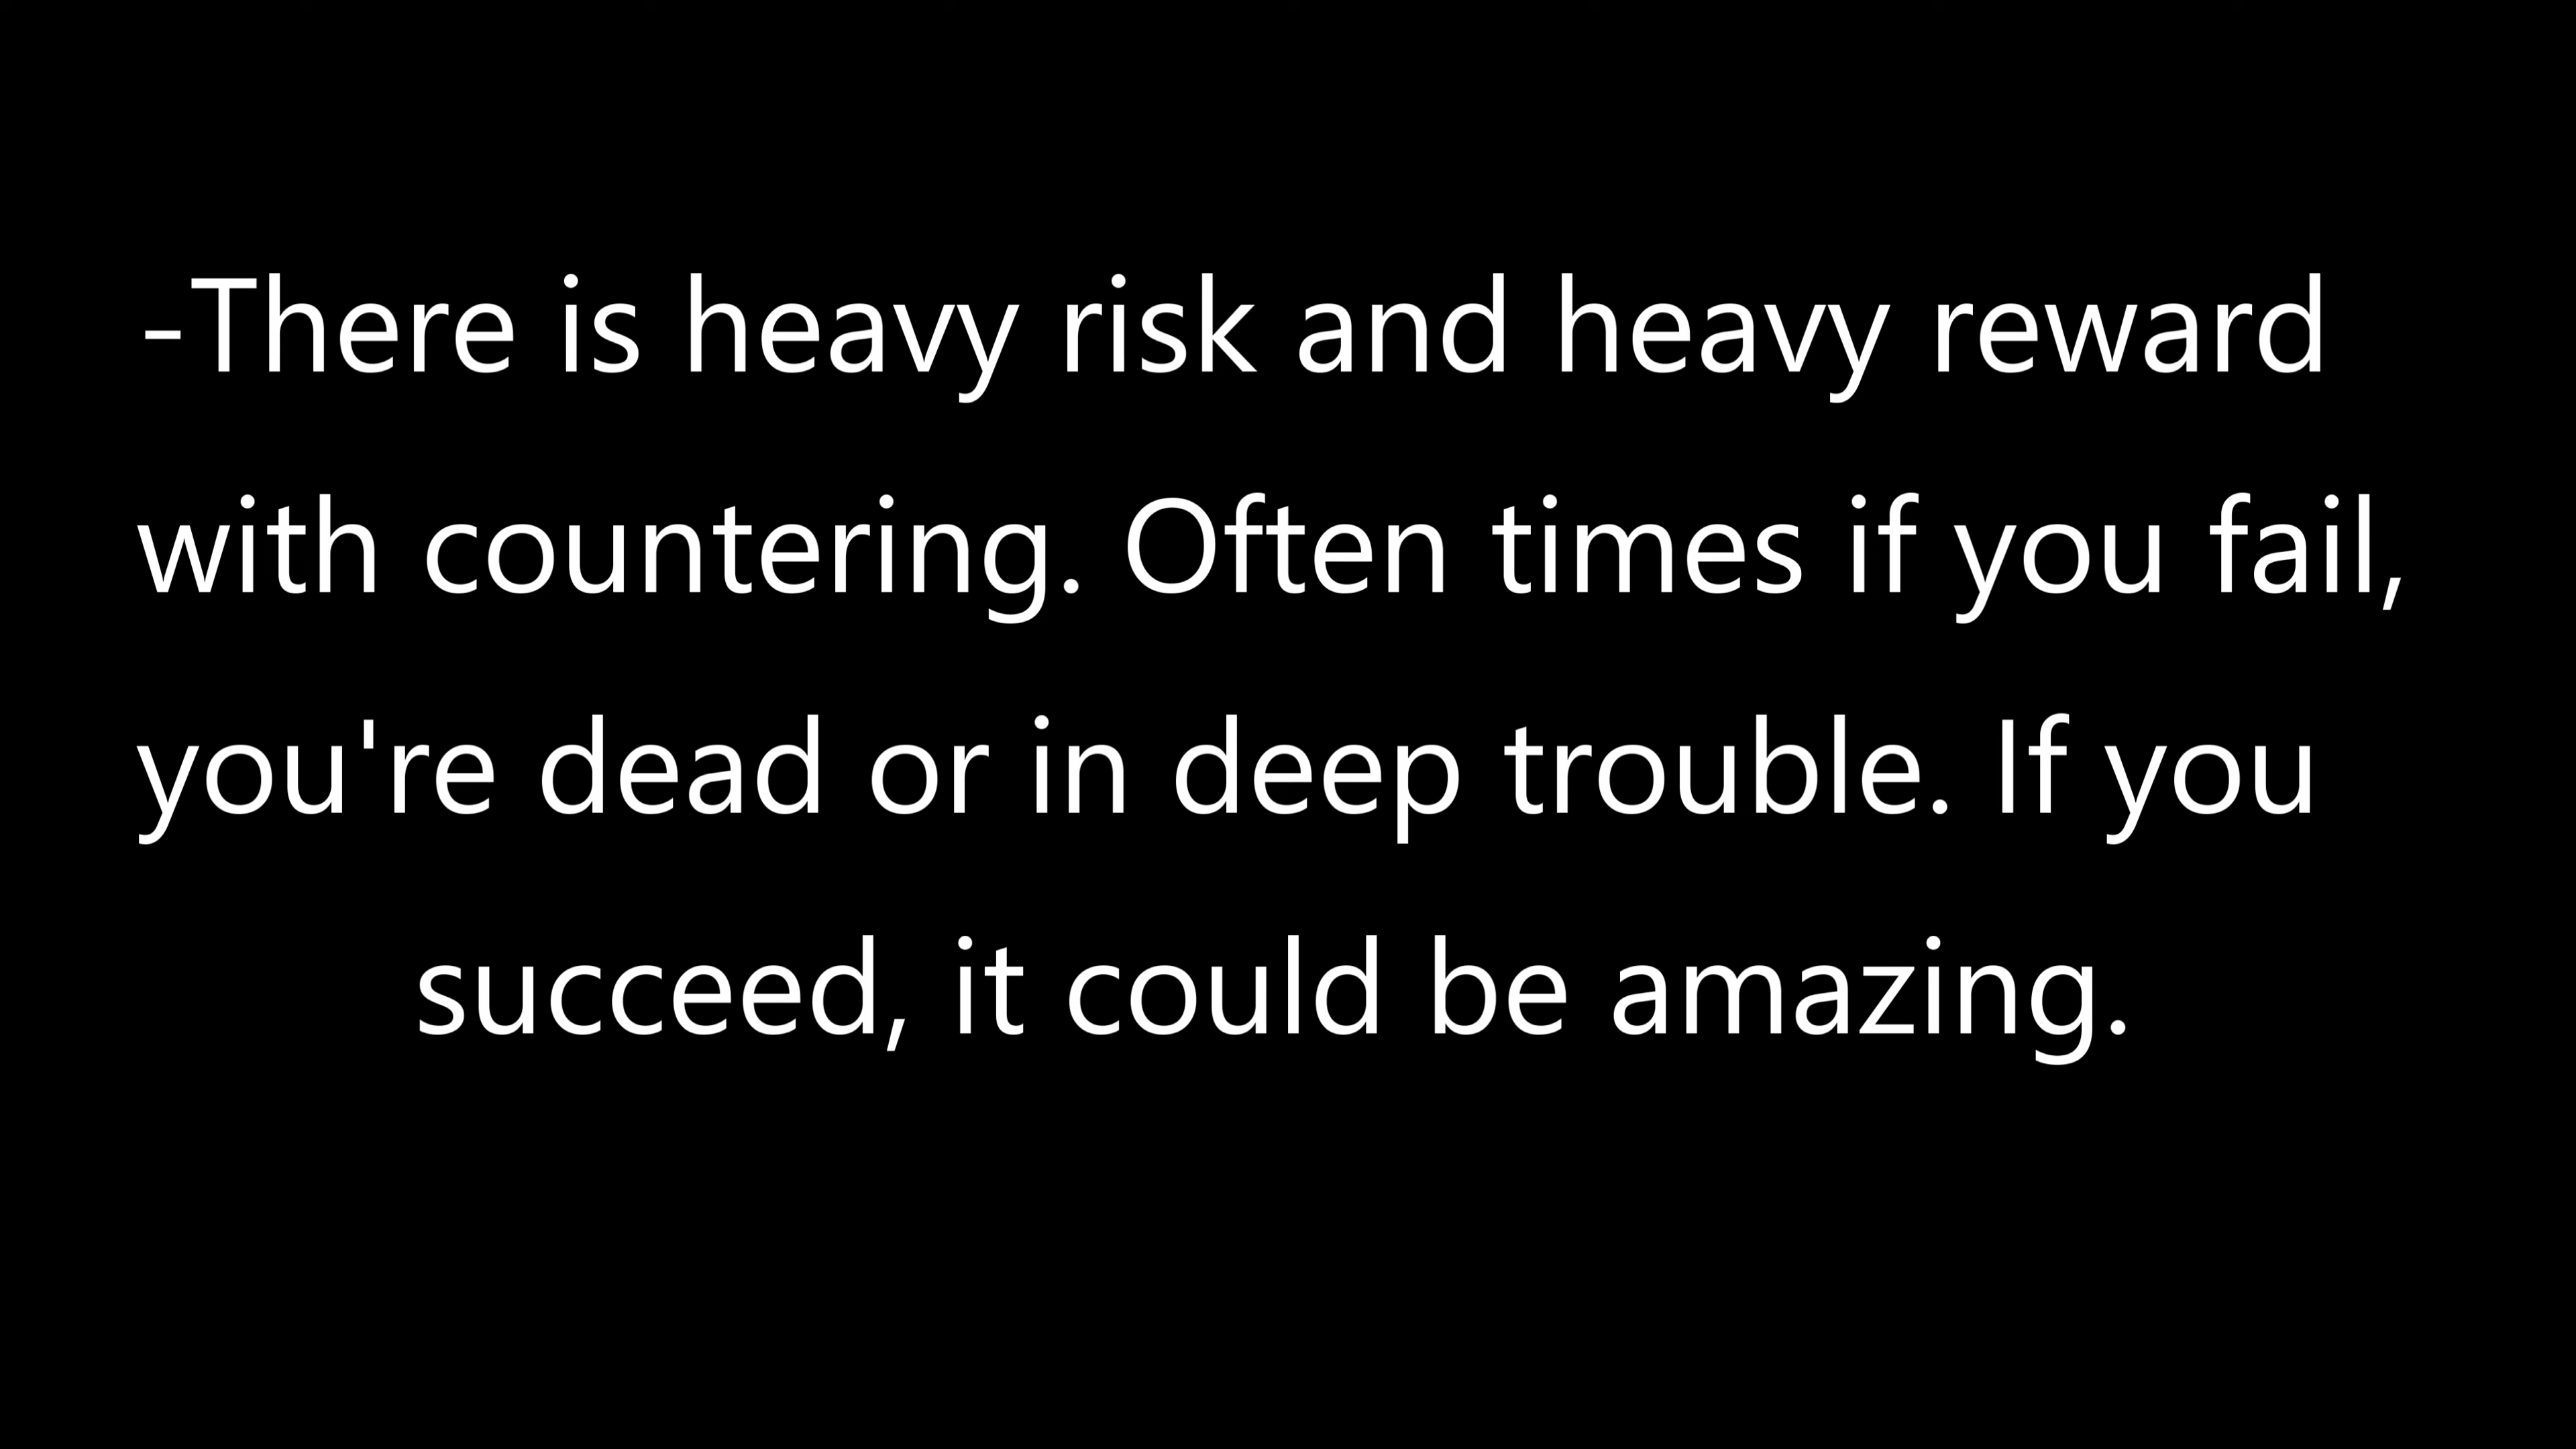 -There is heavy risk and heavy reward
with countering. Often times if you fail,
you're dead or in deep trouble. If you
succeed, it could be amazing.